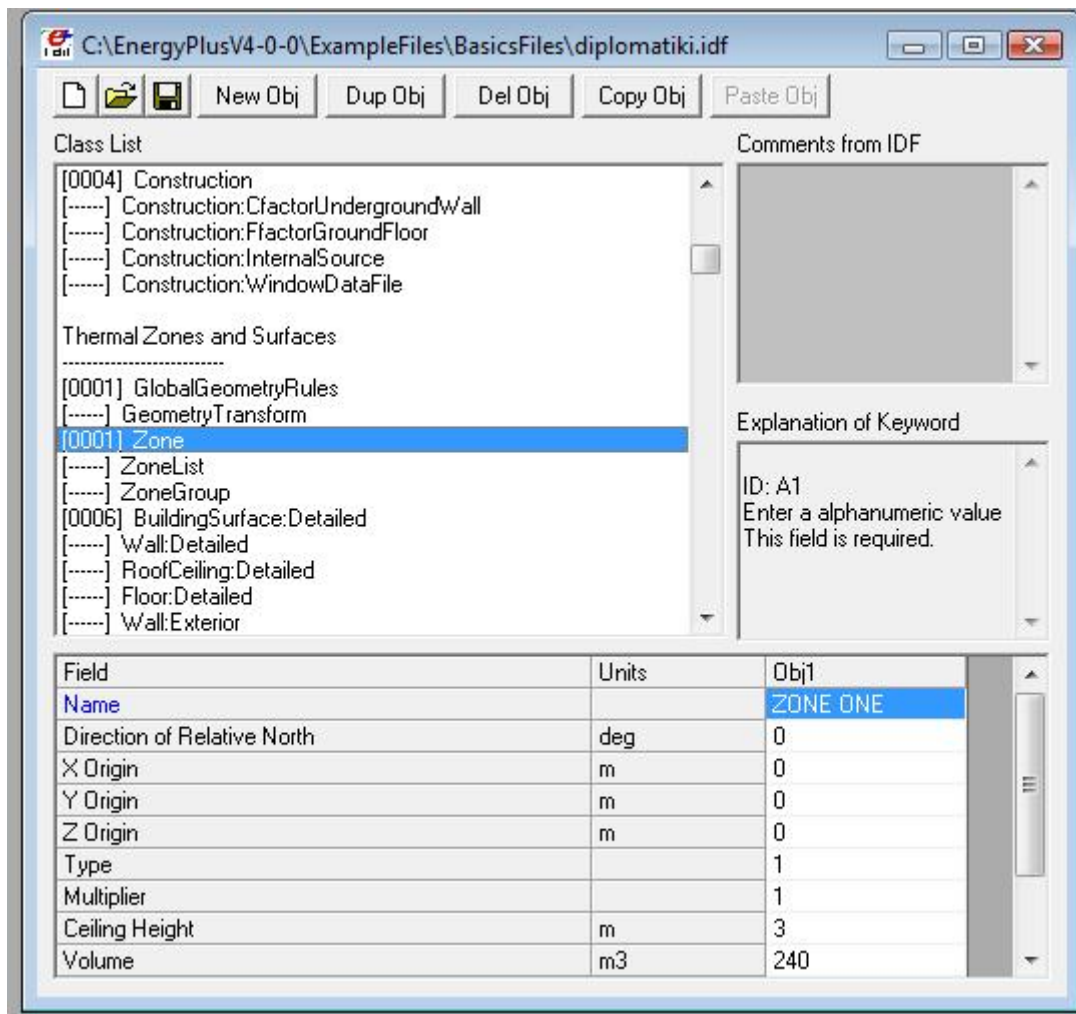 C:\EnergyPlusV4-0-0\ExampleFiles\BasicsFiles\diplomatiki.idf
New Obj Dup Obj Del Obj Copy Obj Paste Obj
Class List
[0004] Construction
[------] Construction:CfactorUndergroundWall
[------] Construction:FfactorGroundFloor
[------] Construction:InternalSource
[------] Construction:WindowDataFile
Thermal Zones and Surfaces
---------------------------
[0001] GlobalGeometryRules
[------] GeometryTransform
[0001] Zone
[------] ZoneList
[------] ZoneGroup
[0006] BuildingSurface:Detailed
[------] Wall:Detailed
[------] RoofCeiling:Detailed
[------] Floor:Detailed
[------] Wall:Exterior
Comments from IDF
Explanation of Keyword
ID: A1
Enter a alphanumeric value
This field is required.
Field Units Obj1
Name ZONE ONE
Direction of Relative North deg 0
X Origin m 0
Y Origin m 0
Z Origin m 0
Type 1
Multiplier 1
Ceiling Height m 3
Volume m3 240